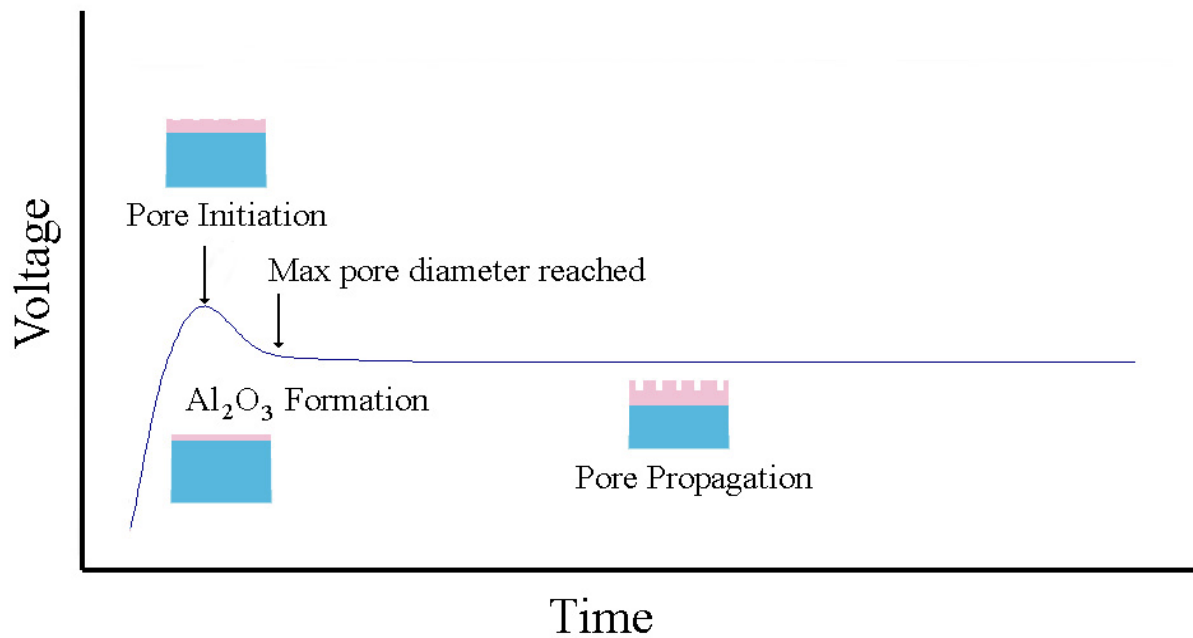 Voltage
Pore Initiation
Max pore diameter reached
Al₂O₃ Formation
Pore Propagation
Time